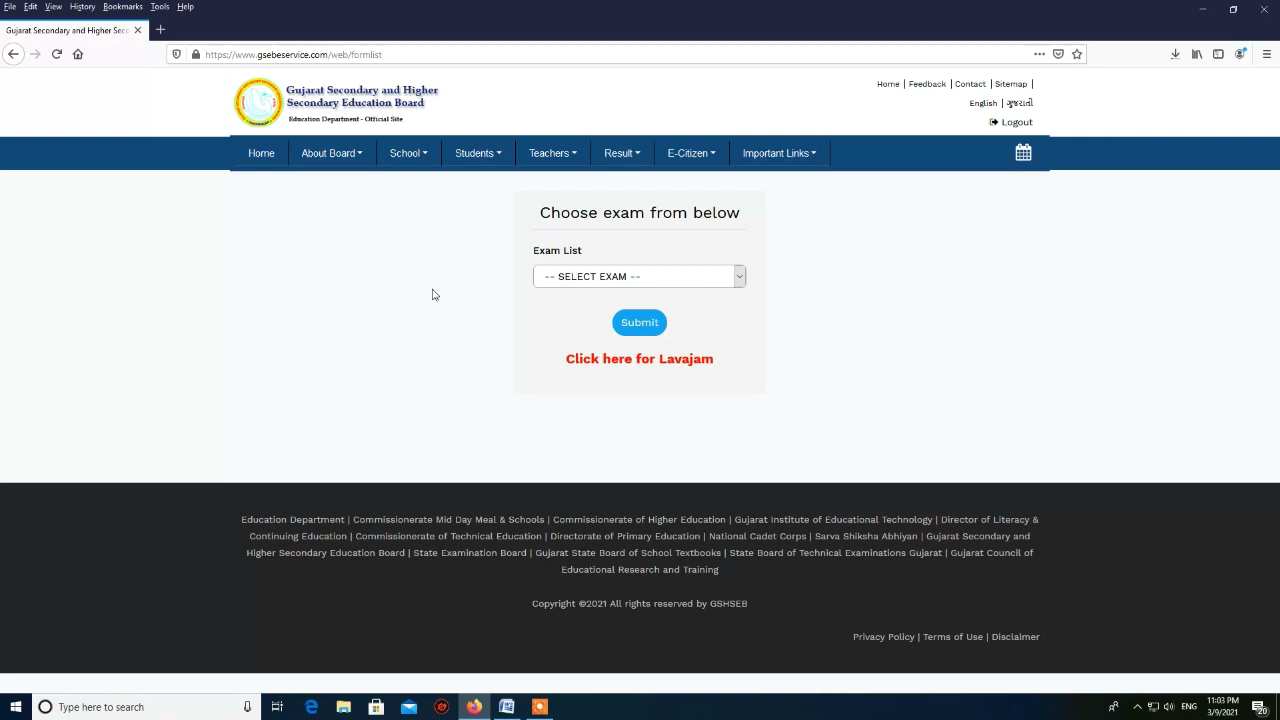 File Edit View History Bookmarks Tools Help
Gujarat Secondary and Higher Seco
https://www.gsebeservice.com/web/formlist
Gujarat Secondary and Higher
Secondary Education Board
Education Department - Official Site
Home | Feedback | Contact | Sitemap |
English | ગુજરાતી
Logout
Home About Board School Students Teachers Result E-Citizen Important Links
Choose exam from below
Exam List
-- SELECT EXAM --
Submit
Click here for Lavajam
Education Department | Commissionerate Mid Day Meal & Schools | Commissionerate of Higher Education | Gujarat Institute of Educational Technology | Director of Literacy &
Continuing Education | Commissionerate of Technical Education | Directorate of Primary Education | National Cadet Corps | Sarva Shiksha Abhiyan | Gujarat Secondary and
Higher Secondary Education Board | State Examination Board | Gujarat State Board of School Textbooks | State Board of Technical Examinations Gujarat | Gujarat Council of
Educational Research and Training
Copyright ©2021 All rights reserved by GSHSEB
Privacy Policy | Terms of Use | Disclaimer
Type here to search
ENG
11:03 PM
3/9/2021
20